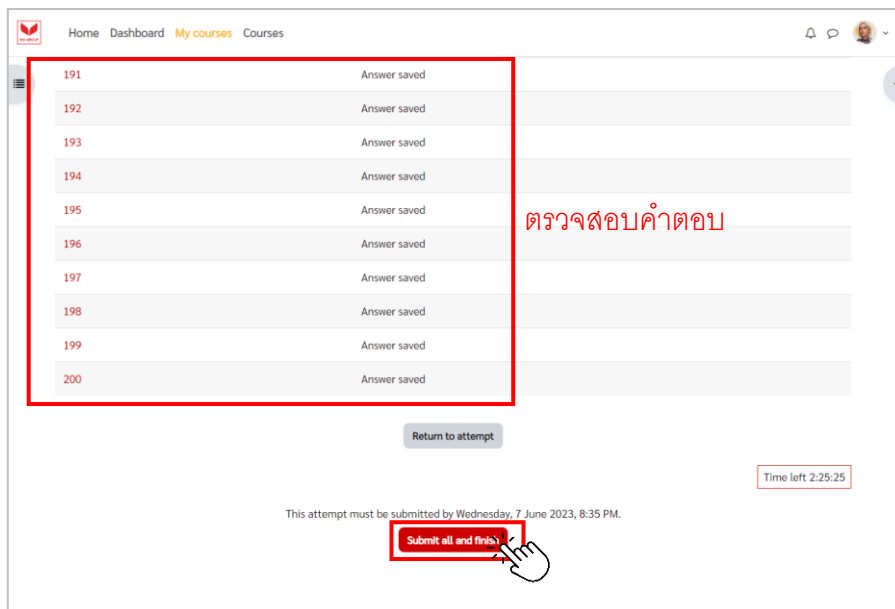 Home Dashboard My courses Courses
191 Answer saved
192 Answer saved
193 Answer saved
194 Answer saved
195 Answer saved
ตรวจสอบคำตอบ
196 Answer saved
197 Answer saved
198 Answer saved
199 Answer saved
200 Answer saved
Return to attempt
Time left 2:25:25
This attempt must be submitted by Wednesday, 7 June 2023, 8:35 PM.
Submit all and finish